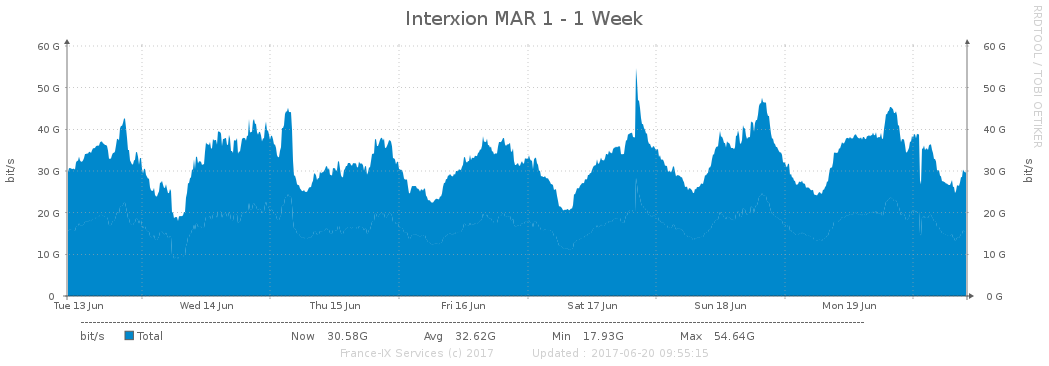 Interxion MAR 1 - 1 Week
RRDTOOL / TOBI OETIKER
60 G 60 G
50 G 50 G
40 G 40 G
30 G 30 G
20 G 20 G
10 G 10 G
0 0 G
bit/s
bit/s
Tue 13 Jun Wed 14 Jun Thu 15 Jun Fri 16 Jun Sat 17 Jun Sun 18 Jun Mon 19 Jun
bit/s Total Now 30.58G Avg 32.62G Min 17.93G Max 54.64G
France-IX Services (c) 2017 Updated : 2017-06-20 09:55:15